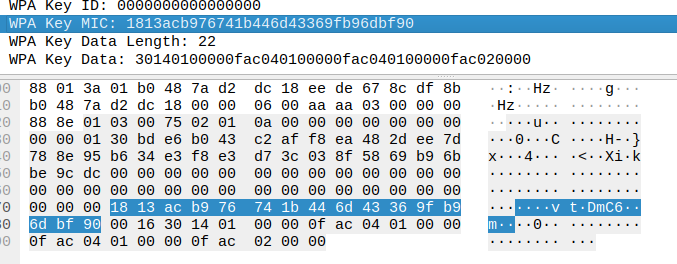 WPA Key ID: 0000000000000000
WPA Key MIC: 1813acb976741b446d43369fb96dbf90
WPA Key Data Length: 22
WPA Key Data: 30140100000fac040100000fac040100000fac020000
88 01 3a 01 b0 48 7a d2 dc 18 ee de 67 8c df 8b ··:··Hz· ····g···
b0 48 7a d2 dc 18 00 00 06 00 aa aa 03 00 00 00 ·Hz····· ········
88 8e 01 03 00 75 02 01 0a 00 00 00 00 00 00 00 ·····u·· ········
00 00 01 30 bd e6 b0 43 c2 af f8 ea 48 2d ee 7d ···0···C ····H-·}
78 8e 95 b6 34 e3 f8 e3 d7 3c 03 8f 58 69 b9 6b x···4··· ·<··Xi·k
be 9c dc 00 00 00 00 00 00 00 00 00 00 00 00 00 ········ ········
00 00 00 00 00 00 00 00 00 00 00 00 00 00 00 00 ········ ········
00 00 00 18 13 ac b9 76 74 1b 44 6d 43 36 9f b9 ·······v t·DmC6··
6d bf 90 00 16 30 14 01 00 00 0f ac 04 01 00 00 m····0·· ········
0f ac 04 01 00 00 0f ac 02 00 00 ········ ···